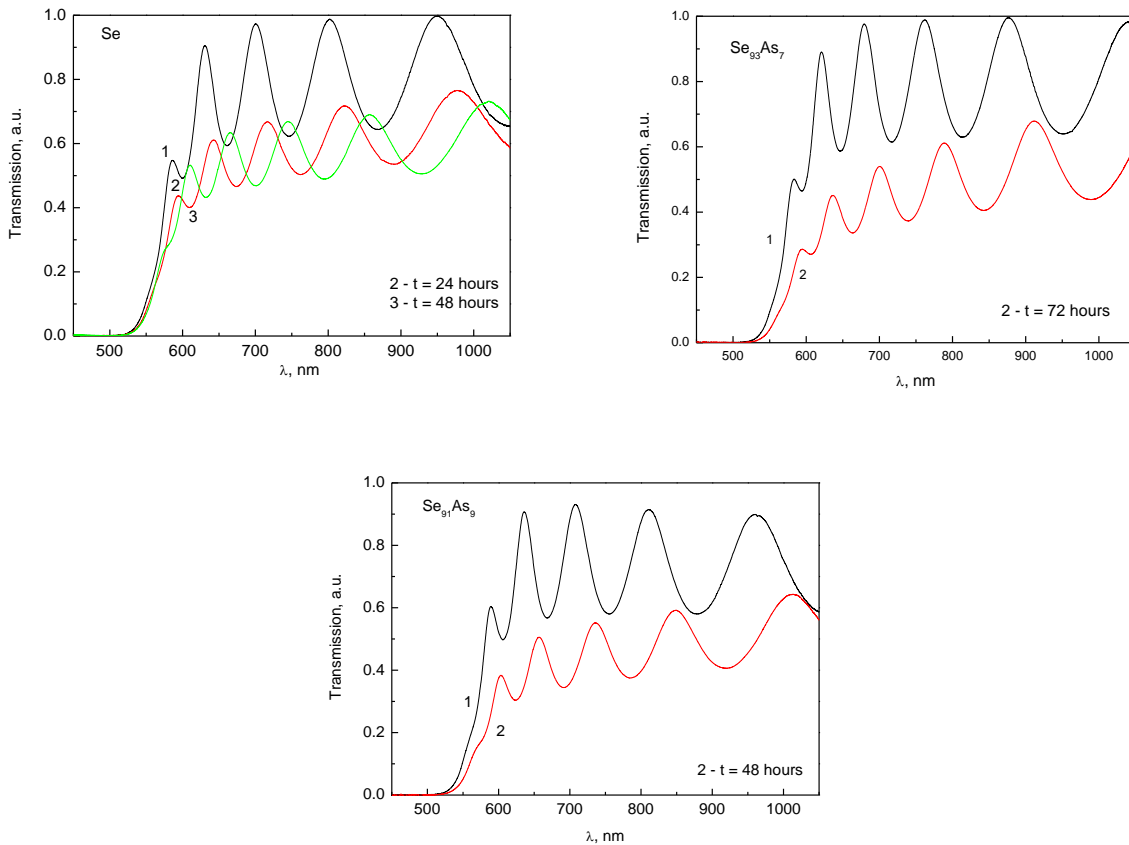 Se
1
2
3
2 - t = 24 hours
3 - t = 48 hours
Transmission, a.u.
1.0
0.8
0.6
0.4
0.2
0.0
500 600 700 800 900 1000
λ, nm
Se₉₃As₇
1
2
2 - t = 72 hours
Transmission, a.u.
1.0
0.8
0.6
0.4
0.2
0.0
500 600 700 800 900 1000
λ, nm
Se₉₁As₉
1
2
2 - t = 48 hours
Transmission, a.u.
1.0
0.8
0.6
0.4
0.2
0.0
500 600 700 800 900 1000
λ, nm